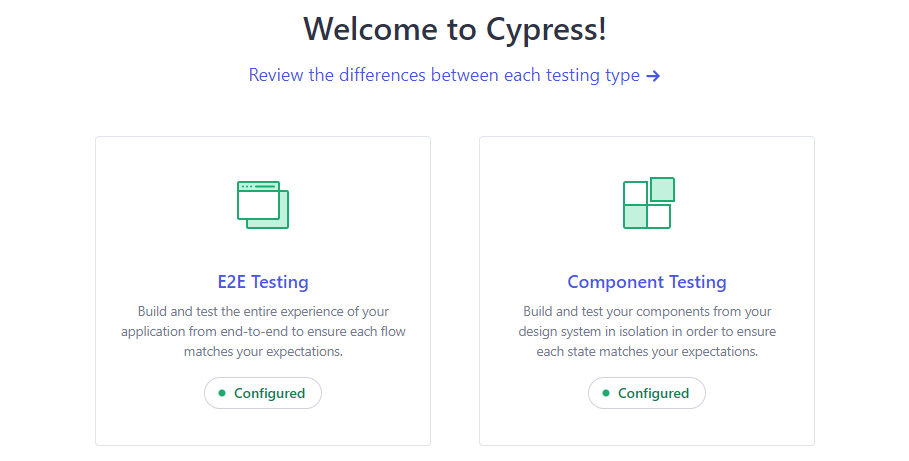 Welcome to Cypress!
Review the differences between each testing type →
E2E Testing
Build and test the entire experience of your
application from end-to-end to ensure each flow
matches your expectations.
Configured
Component Testing
Build and test your components from your
design system in isolation in order to ensure
each state matches your expectations.
Configured